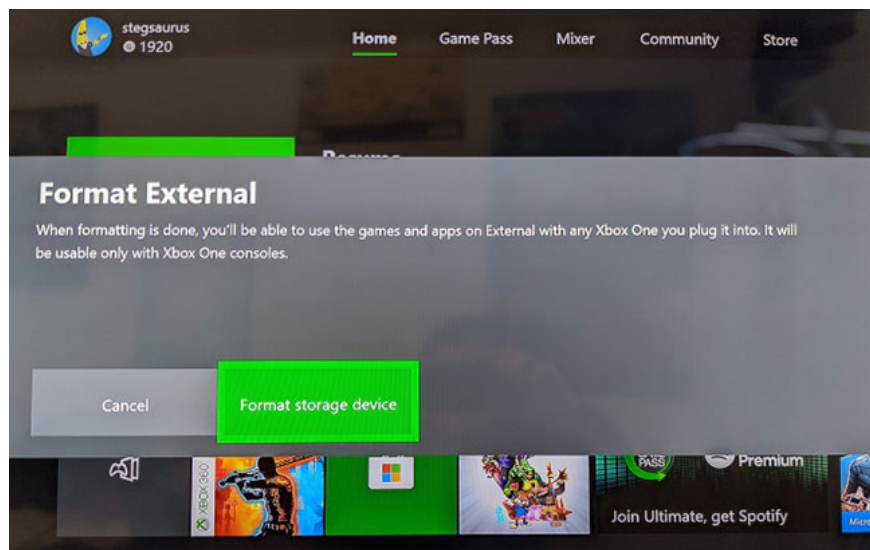 stegsaurus
1920
Home Game Pass Mixer Community Store
Resume
Format External
When formatting is done, you'll be able to use the games and apps on External with any Xbox One you plug it into. It will
be usable only with Xbox One consoles.
Cancel Format storage device
XBOX 360
PASS Premium
Join Ultimate, get Spotify